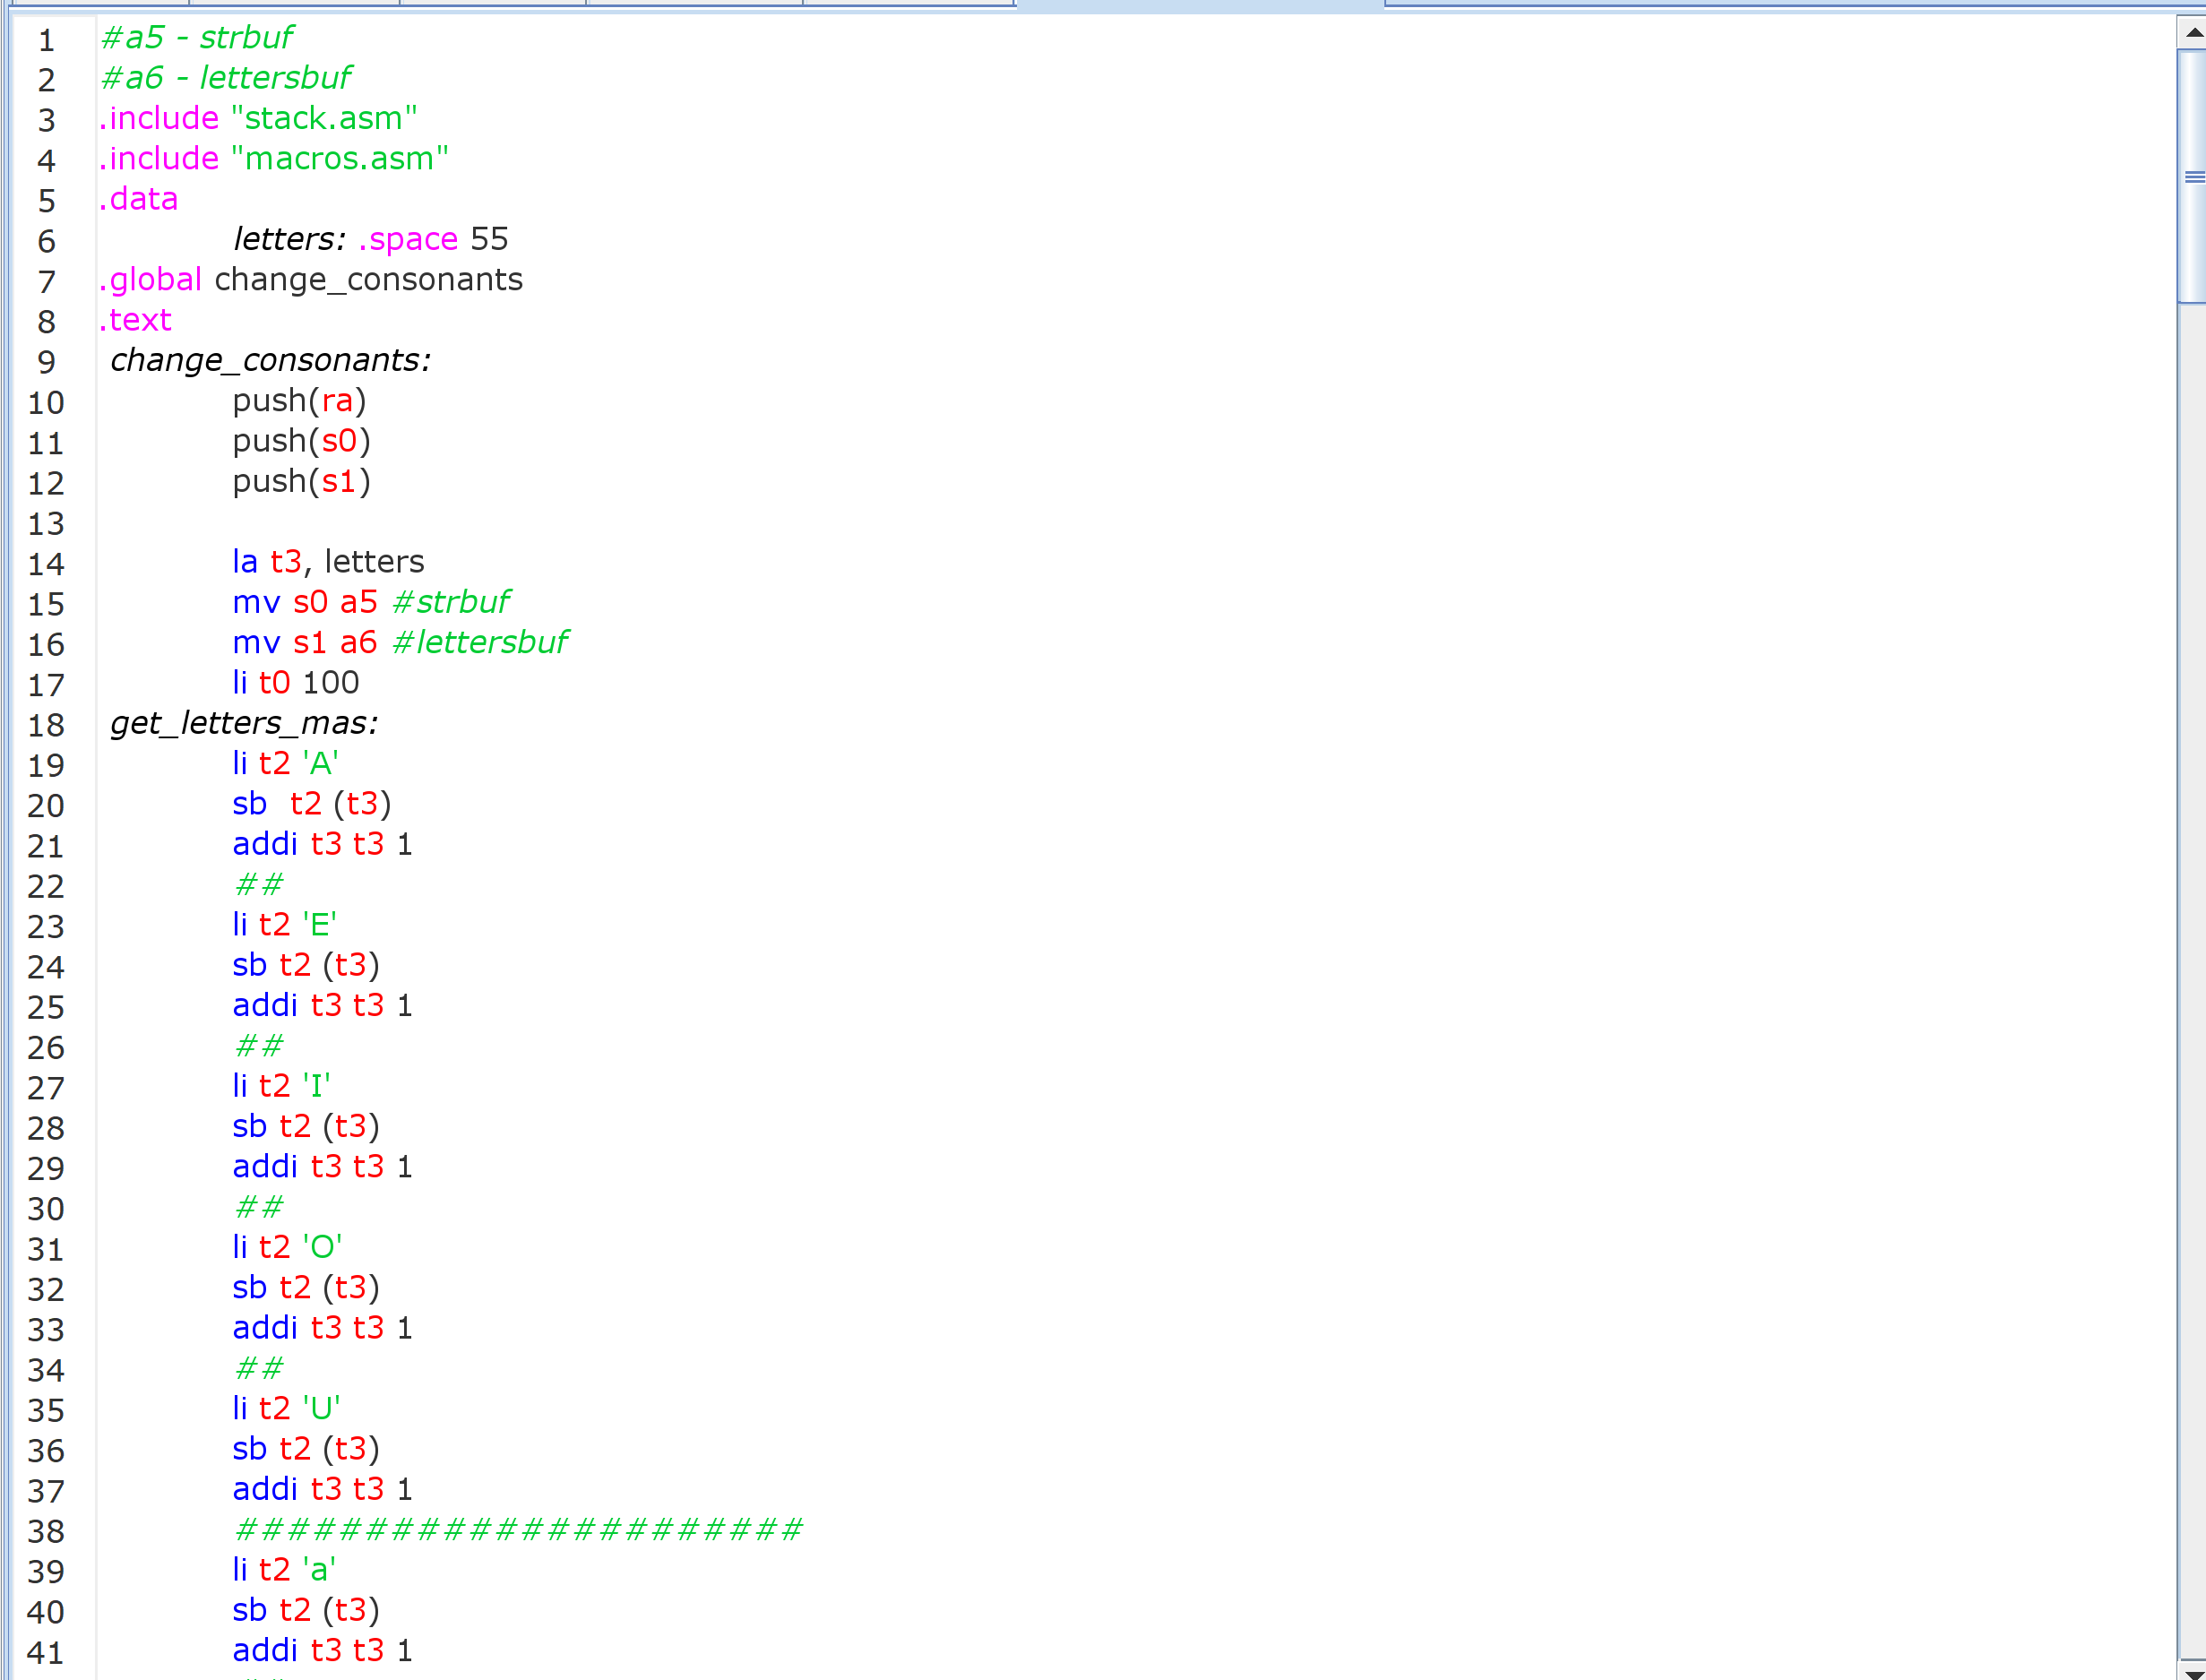 1 #a5 - strbuf
2 #a6 - lettersbuf
3 .include "stack.asm"
4 .include "macros.asm"
5 .data
6 letters: .space 55
7 .global change_consonants
8 .text
9 change_consonants:
10 push(ra)
11 push(s0)
12 push(s1)
13
14 la t3, letters
15 mv s0 a5 #strbuf
16 mv s1 a6 #lettersbuf
17 li t0 100
18 get_letters_mas:
19 li t2 'A'
20 sb  t2 (t3)
21 addi t3 t3 1
22 ##
23 li t2 'E'
24 sb t2 (t3)
25 addi t3 t3 1
26 ##
27 li t2 'I'
28 sb t2 (t3)
29 addi t3 t3 1
30 ##
31 li t2 'O'
32 sb t2 (t3)
33 addi t3 t3 1
34 ##
35 li t2 'U'
36 sb t2 (t3)
37 addi t3 t3 1
38 ######################
39 li t2 'a'
40 sb t2 (t3)
41 addi t3 t3 1